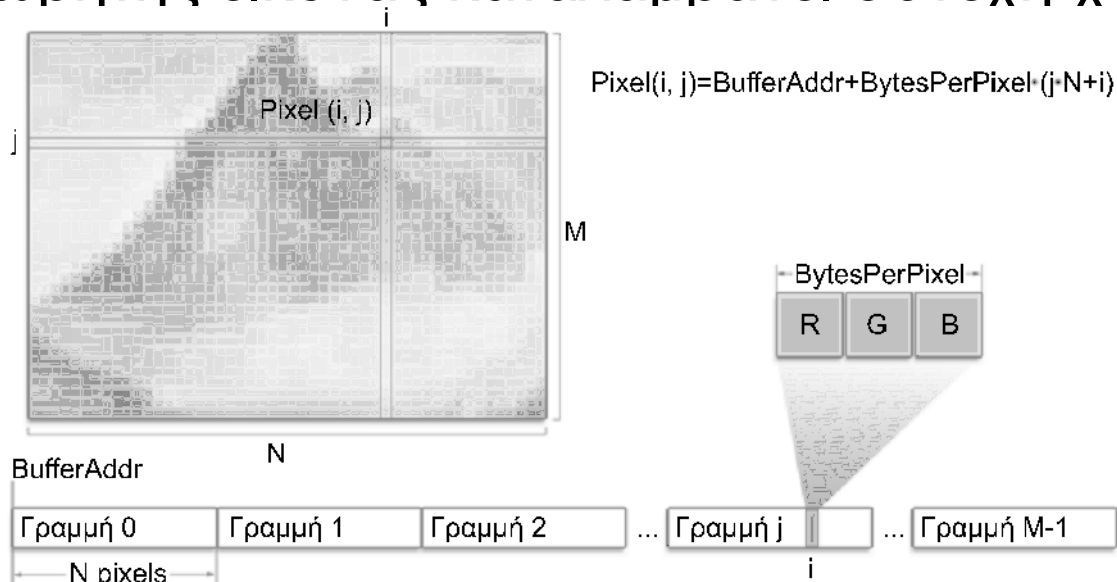 i
Pixel(i, j)=BufferAddr+BytesPerPixel·(j·N+i)
Pixel (i, j)
j
M
BytesPerPixel
R G B
N
BufferAddr
Γραμμή 0 Γραμμή 1 Γραμμή 2 ... Γραμμή j ... Γραμμή M-1
N pixels
i